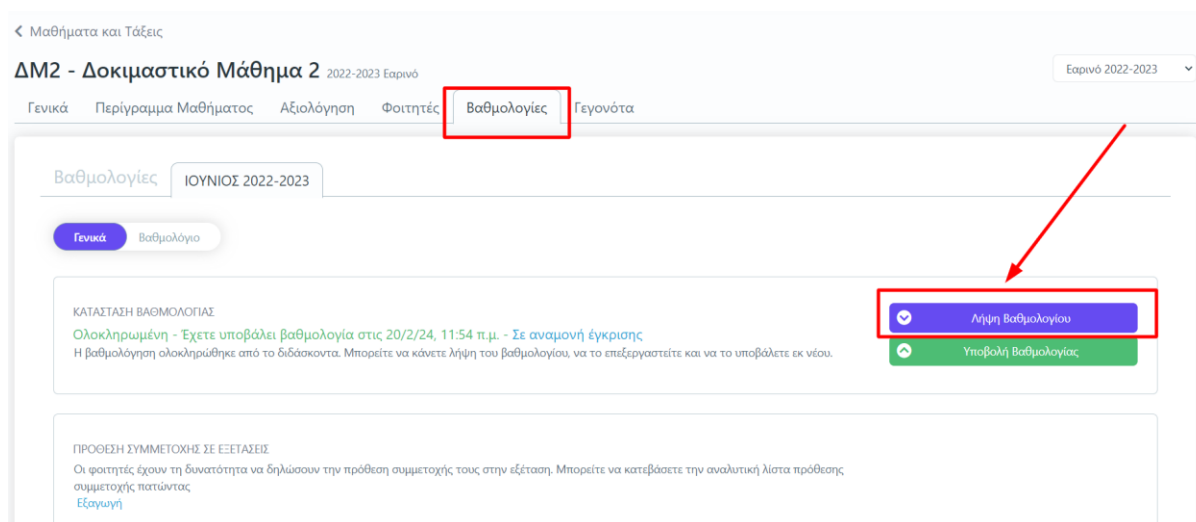 Μαθήματα και Τάξεις
ΔΜ2 - Δοκιμαστικό Μάθημα 2 2022-2023 Εαρινό
Εαρινό 2022-2023
Γενικά Περίγραμμα Μαθήματος Αξιολόγηση Φοιτητές Βαθμολογίες Γεγονότα
Βαθμολογίες ΙΟΥΝΙΟΣ 2022-2023
Γενικά Βαθμολόγιο
ΚΑΤΑΣΤΑΣΗ ΒΑΘΜΟΛΟΓΙΑΣ
Ολοκληρωμένη - Έχετε υποβάλει βαθμολογία στις 20/2/24, 11:54 π.μ. - Σε αναμονή έγκρισης
Η βαθμολόγηση ολοκληρώθηκε από το διδάσκοντα. Μπορείτε να κάνετε λήψη του βαθμολογίου, να το επεξεργαστείτε και να το υποβάλετε εκ νέου.
Λήψη Βαθμολογίου
Υποβολή Βαθμολογίας
ΠΡΟΘΕΣΗ ΣΥΜΜΕΤΟΧΗΣ ΣΕ ΕΞΕΤΑΣΕΙΣ
Οι φοιτητές έχουν τη δυνατότητα να δηλώσουν την πρόθεση συμμετοχής τους στην εξέταση. Μπορείτε να κατεβάσετε την αναλυτική λίστα πρόθεσης
συμμετοχής πατώντας
Εξαγωγή